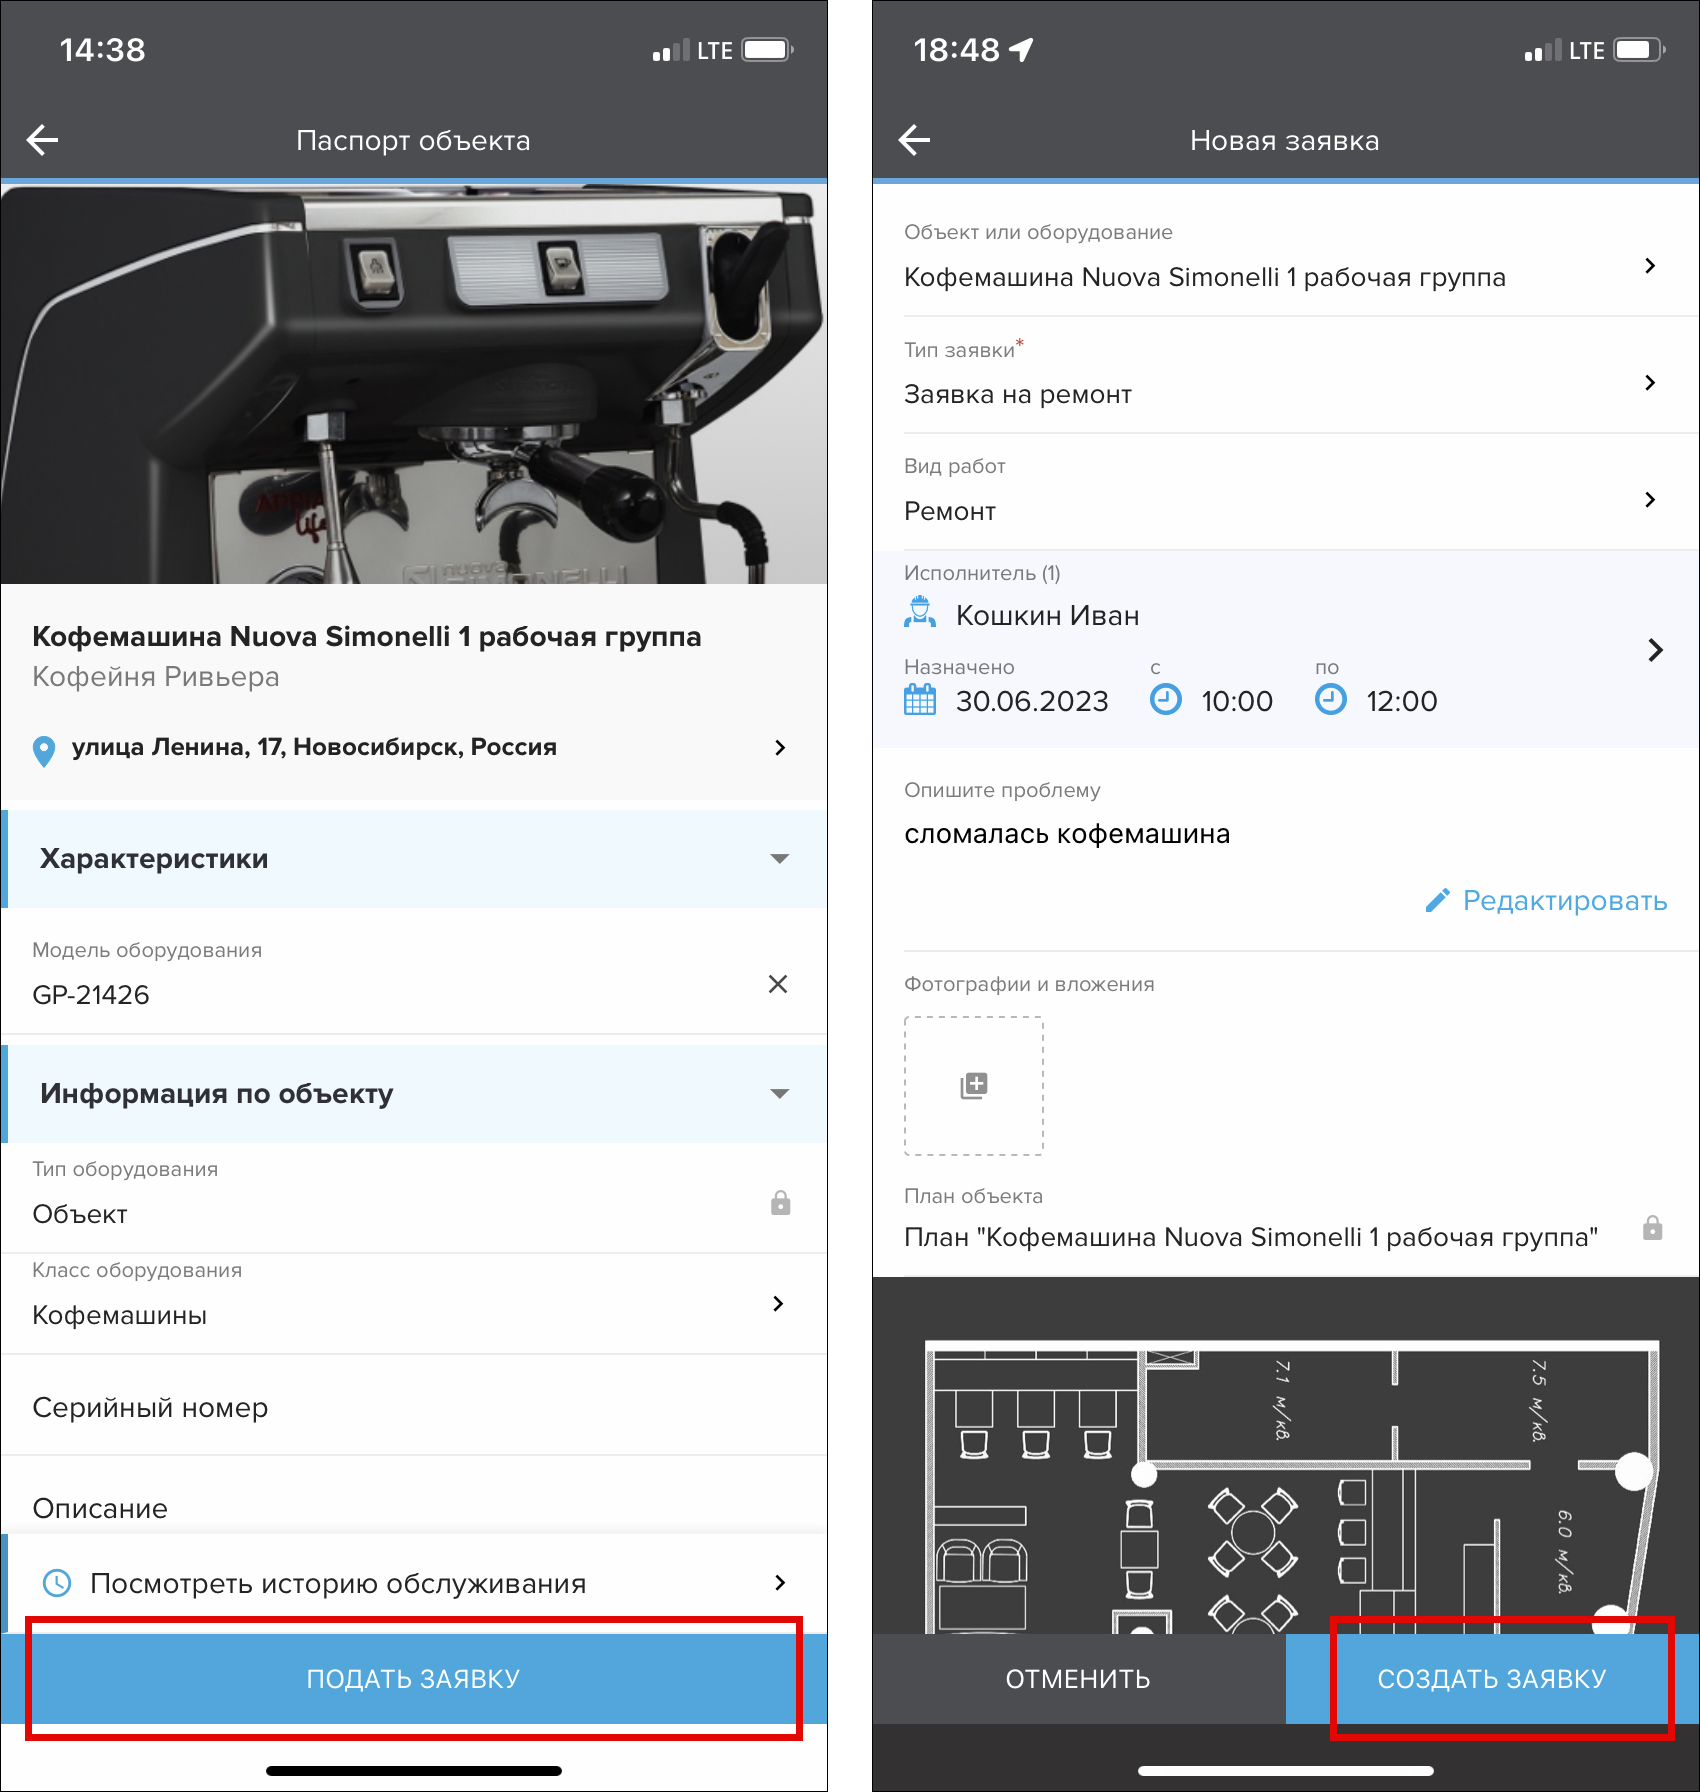 14:38
LTE
Паспорт объекта
nuova
SIMONELLI
Кофемашина Nuova Simonelli 1 рабочая группа
Кофейня Ривьера
улица Ленина, 17, Новосибирск, Россия
Характеристики
Модель оборудования
GP-21426
Информация по объекту
Тип оборудования
Объект
Класс оборудования
Кофемашины
Серийный номер
Описание
Посмотреть историю обслуживания
ПОДАТЬ ЗАЯВКУ
18:48
LTE
Новая заявка
Объект или оборудование
Кофемашина Nuova Simonelli 1 рабочая группа
Тип заявки*
Заявка на ремонт
Вид работ
Ремонт
Исполнитель (1)
Кошкин Иван
Назначено с по
30.06.2023 10:00 12:00
Опишите проблему
сломалась кофемашина
Редактировать
Фотографии и вложения
План объекта
План "Кофемашина Nuova Simonelli 1 рабочая группа"
7.1 м/кв.
7.5 м/кв.
6.0 м/кв.
ОТМЕНИТЬ
СОЗДАТЬ ЗАЯВКУ